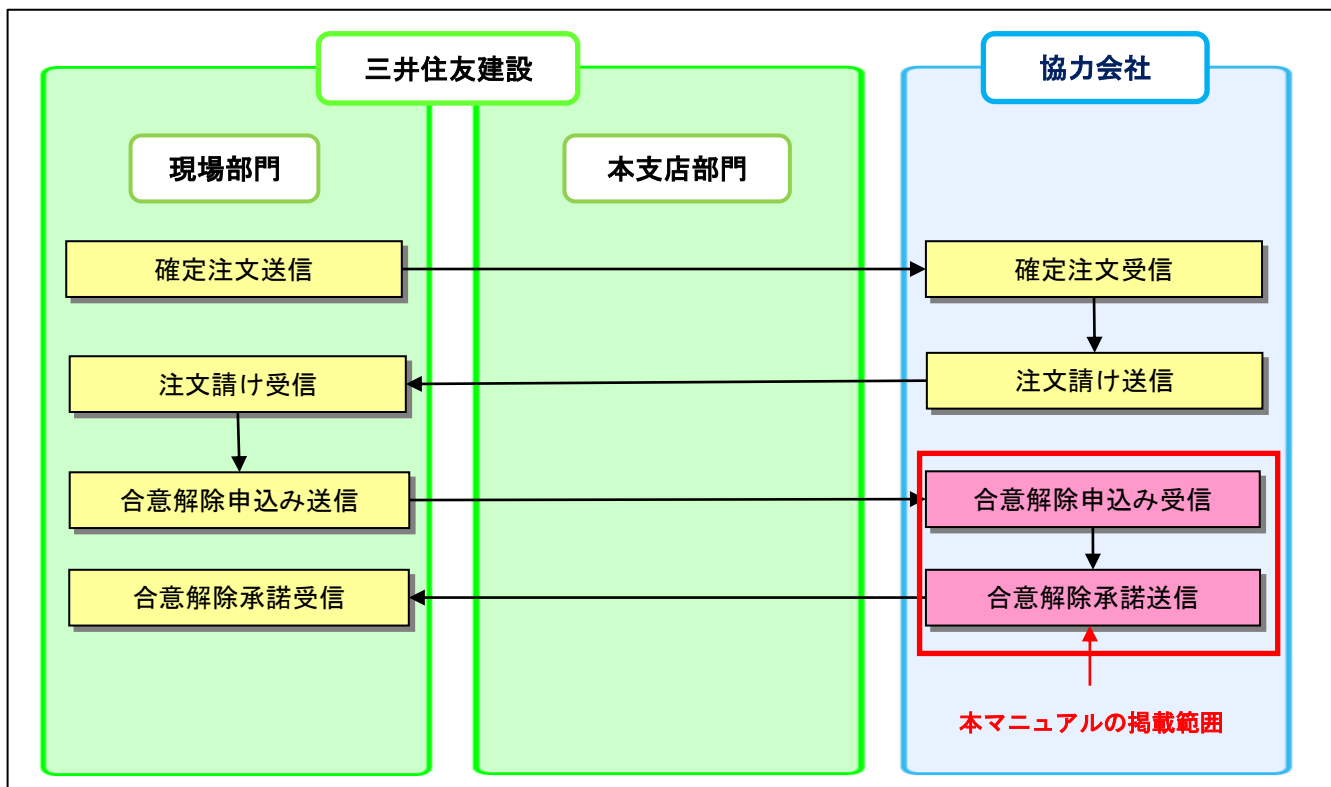 三井住友建設
協力会社
現場部門
本支店部門
確定注文送信
確定注文受信
注文請け受信
注文請け送信
合意解除申込み送信
合意解除申込み受信
合意解除承諾受信
合意解除承諾送信
本マニュアルの掲載範囲